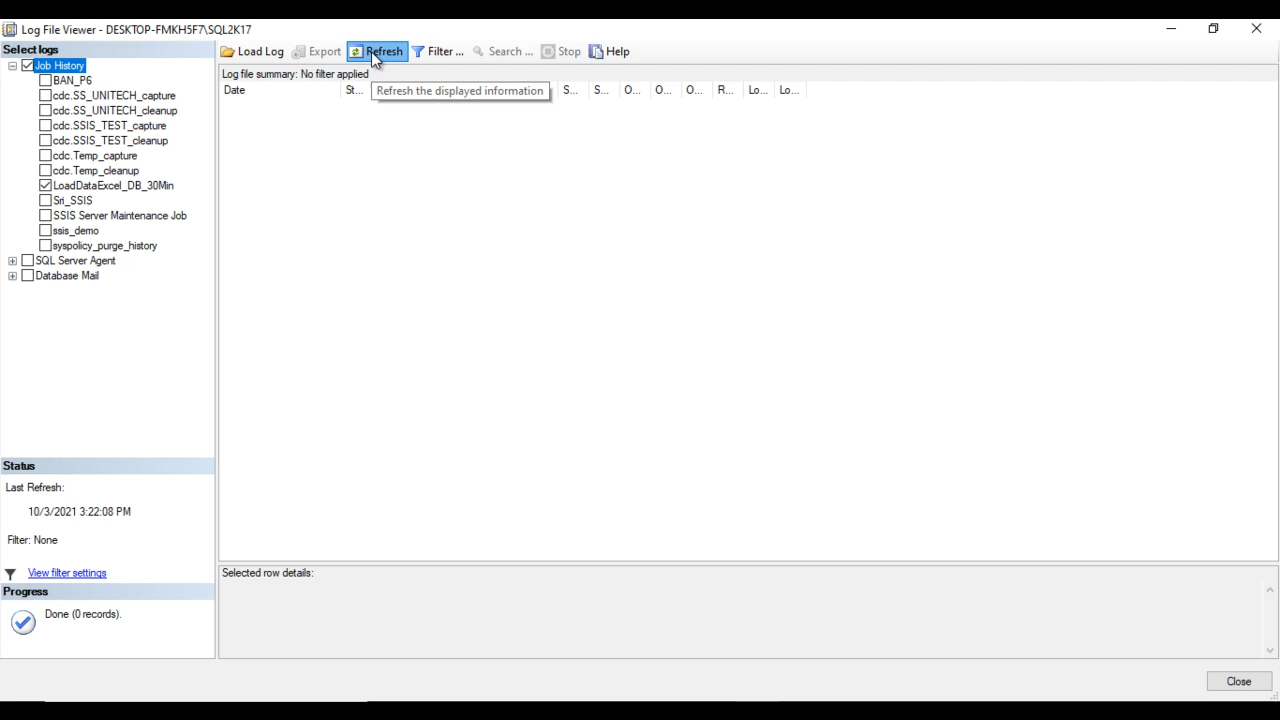 Log File Viewer - DESKTOP-FMKH5F7\SQL2K17
Select logs
Load Log Export Refresh Filter ... Search ... Stop Help
Job History
Log file summary: No filter applied
BAN_P6
Date St... Refresh the displayed information S... S... O... O... O... R... Lo... Lo...
cdc.SS_UNITECH_capture
cdc.SS_UNITECH_cleanup
cdc.SSIS_TEST_capture
cdc.SSIS_TEST_cleanup
cdc.Temp_capture
cdc.Temp_cleanup
LoadDataExcel_DB_30Min
Sri_SSIS
SSIS Server Maintenance Job
ssis_demo
syspolicy_purge_history
SQL Server Agent
Database Mail
Status
Last Refresh:
10/3/2021 3:22:08 PM
Filter: None
View filter settings
Selected row details:
Progress
Done (0 records).
Close